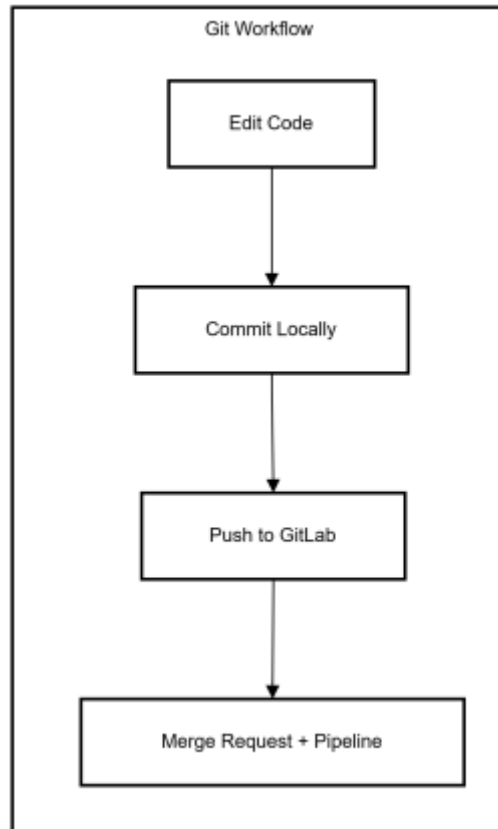 Git Workflow
Edit Code
Commit Locally
Push to GitLab
Merge Request + Pipeline